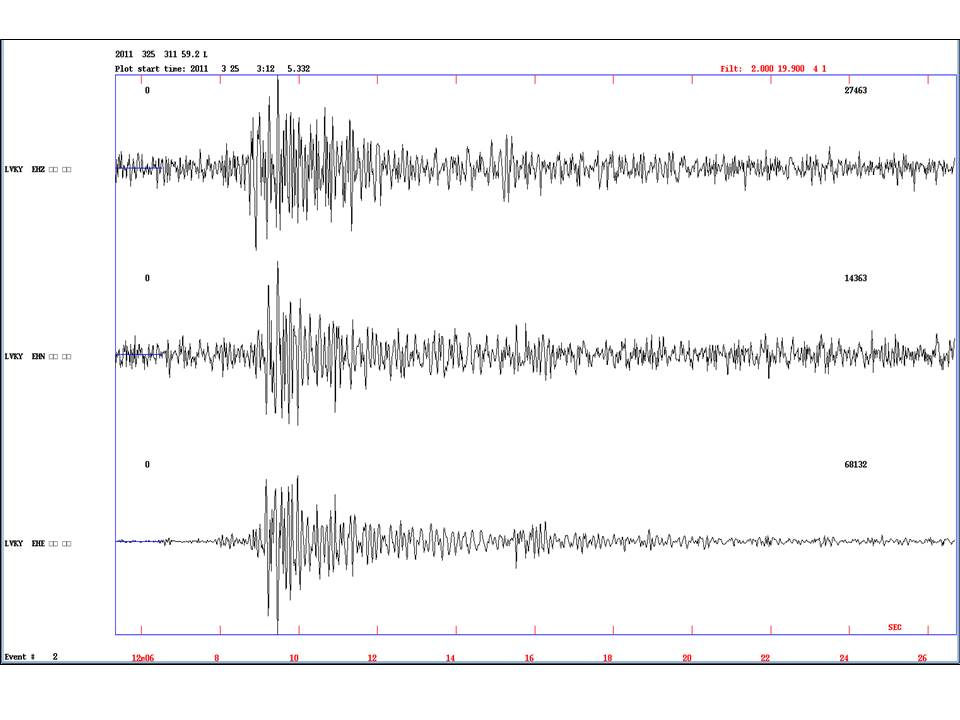 2011 325 311 59.2 L
Plot start time: 2011 3 25 3:12 5.332 Filt: 2.000 19.900 4 1
0 27463
LVKY EHZ □□ □□
0 14363
LVKY EHN □□ □□
0 68132
LVKY EHE □□ □□
SEC
Event # 2 12m06 8 10 12 14 16 18 20 22 24 26